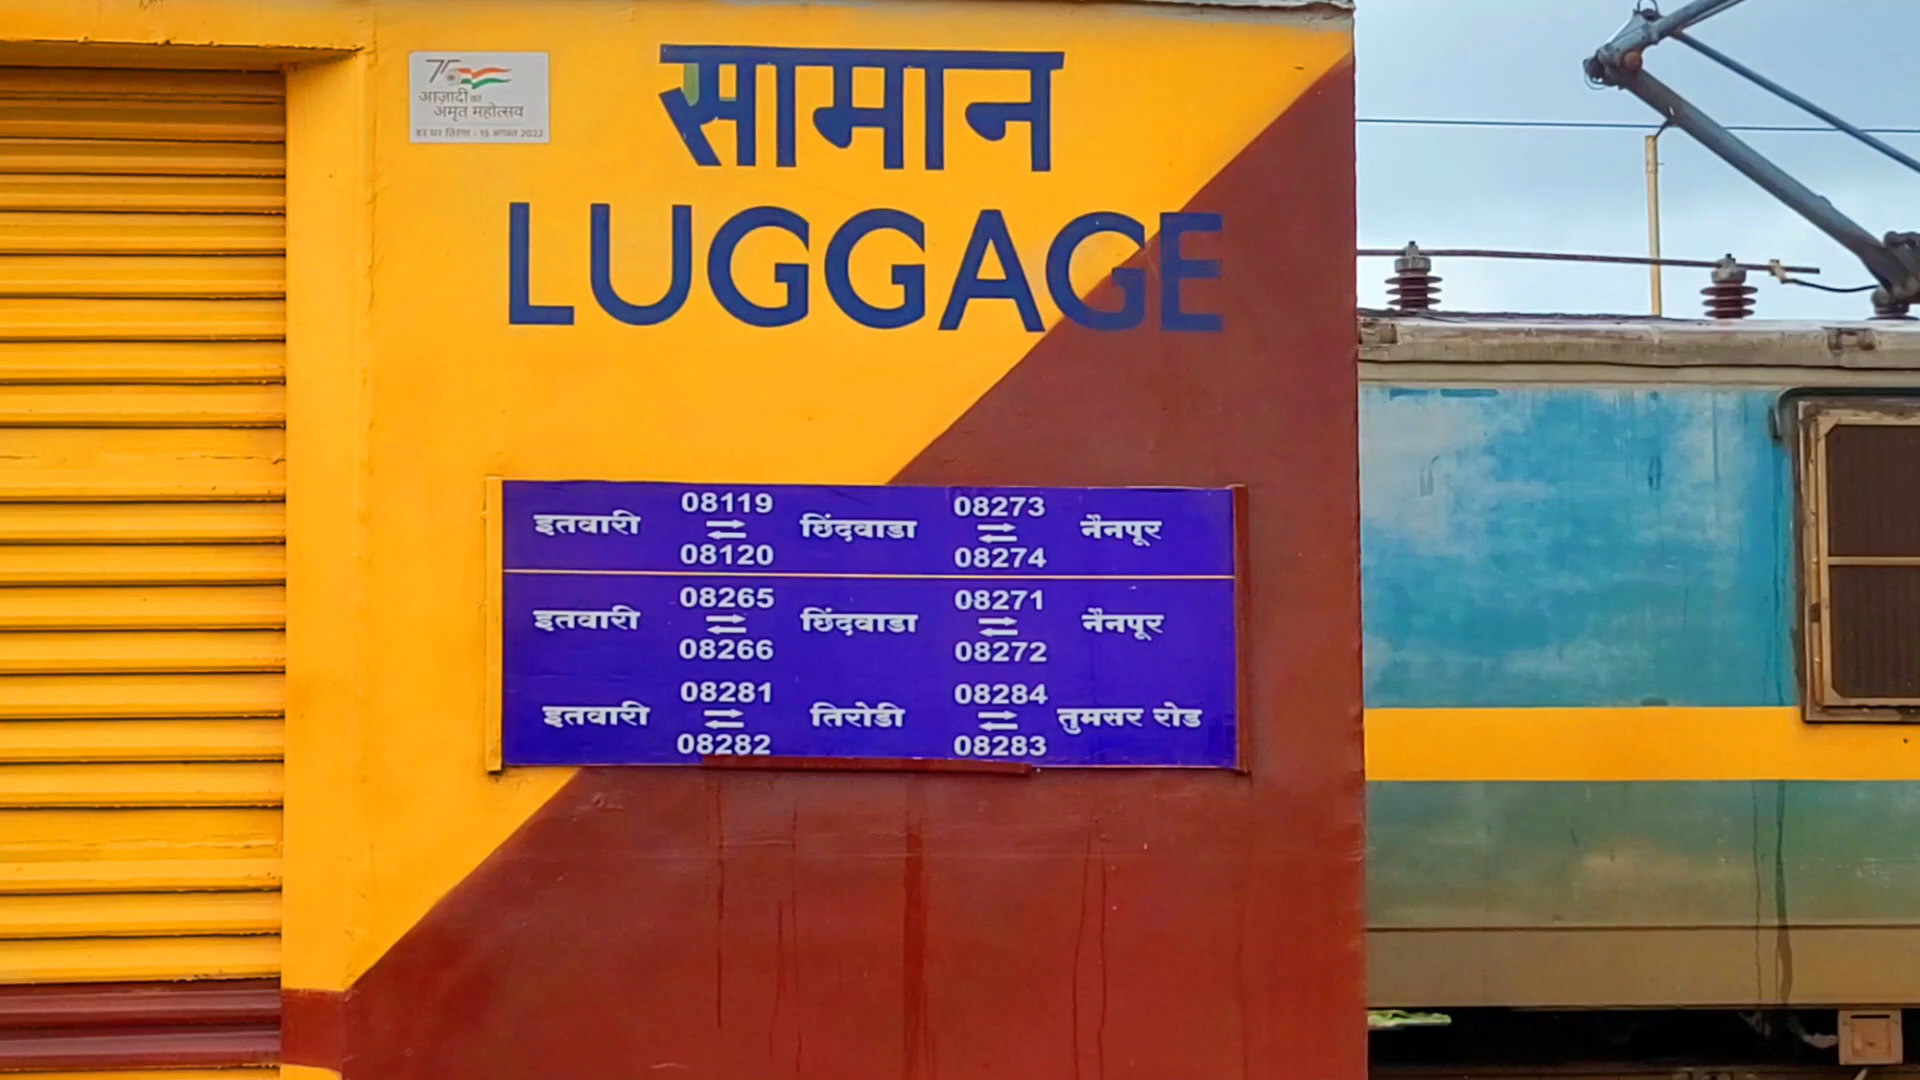 75
आज़ादी का
अमृत महोत्सव
हर घर तिरंगा - 15 अगस्त 2022
सामान
LUGGAGE
08119 08273
इतवारी ⇄ छिंदवाडा ⇄ नैनपूर
08120 08274
08265 08271
इतवारी ⇄ छिंदवाडा ⇄ नैनपूर
08266 08272
08281 08284
इतवारी ⇄ तिरोडी ⇄ तुमसर रोड
08282 08283